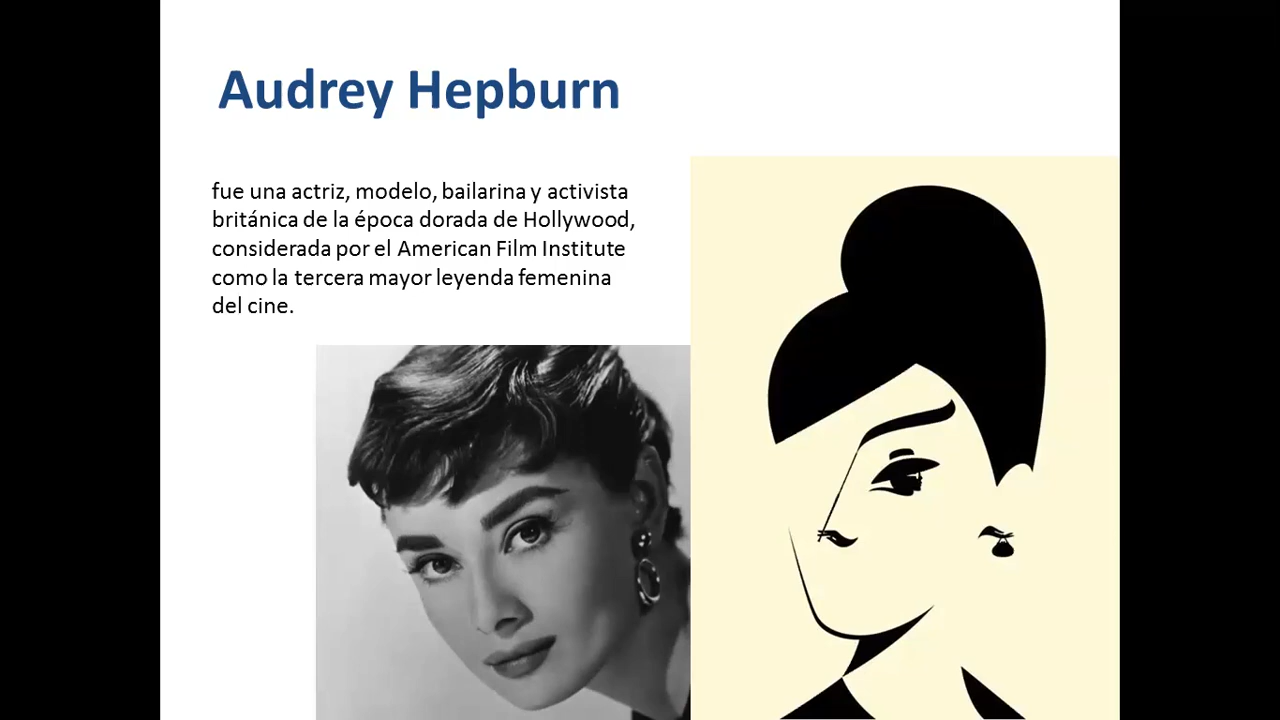 Audrey Hepburn
fue una actriz, modelo, bailarina y activista
británica de la época dorada de Hollywood,
considerada por el American Film Institute
como la tercera mayor leyenda femenina
del cine.